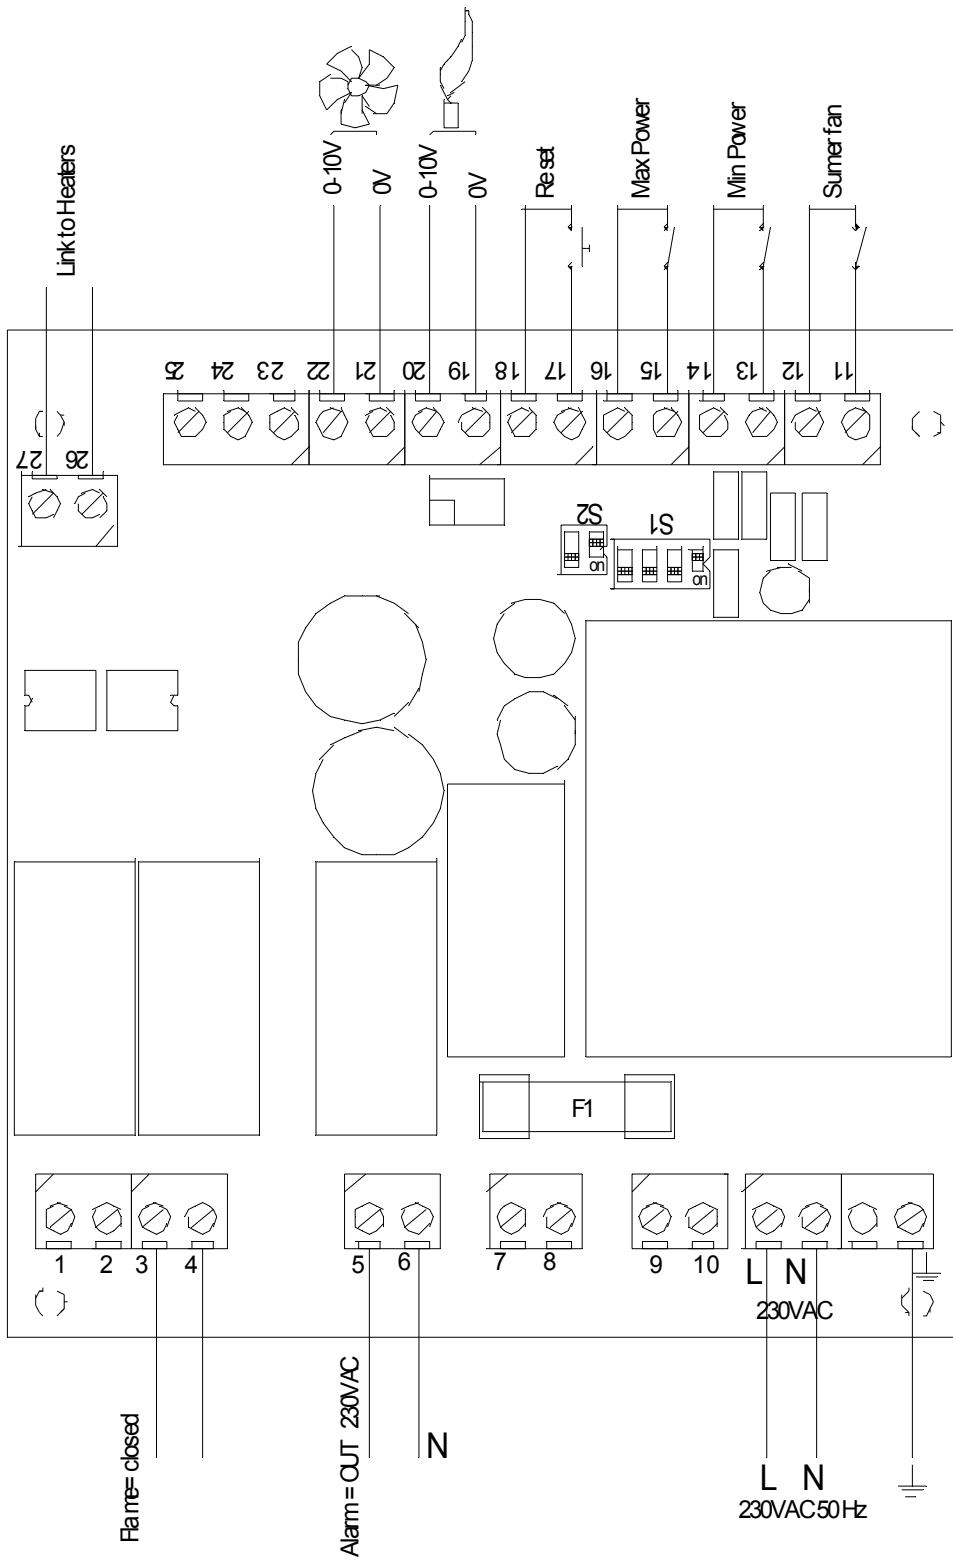 Link to Heaters
0-10V
0V
0-10V
0V
Reset
Max Power
Min Power
Sumer fan
27
26
25
24
23
22
21
20
19
18
17
16
15
14
13
12
11
S2
on
S1
on
F1
1
2
3
4
5
6
7
8
9
10
L N
230VAC
Flame= closed
Alarm = OUT 230VAC
N
L N
230VAC 50 Hz